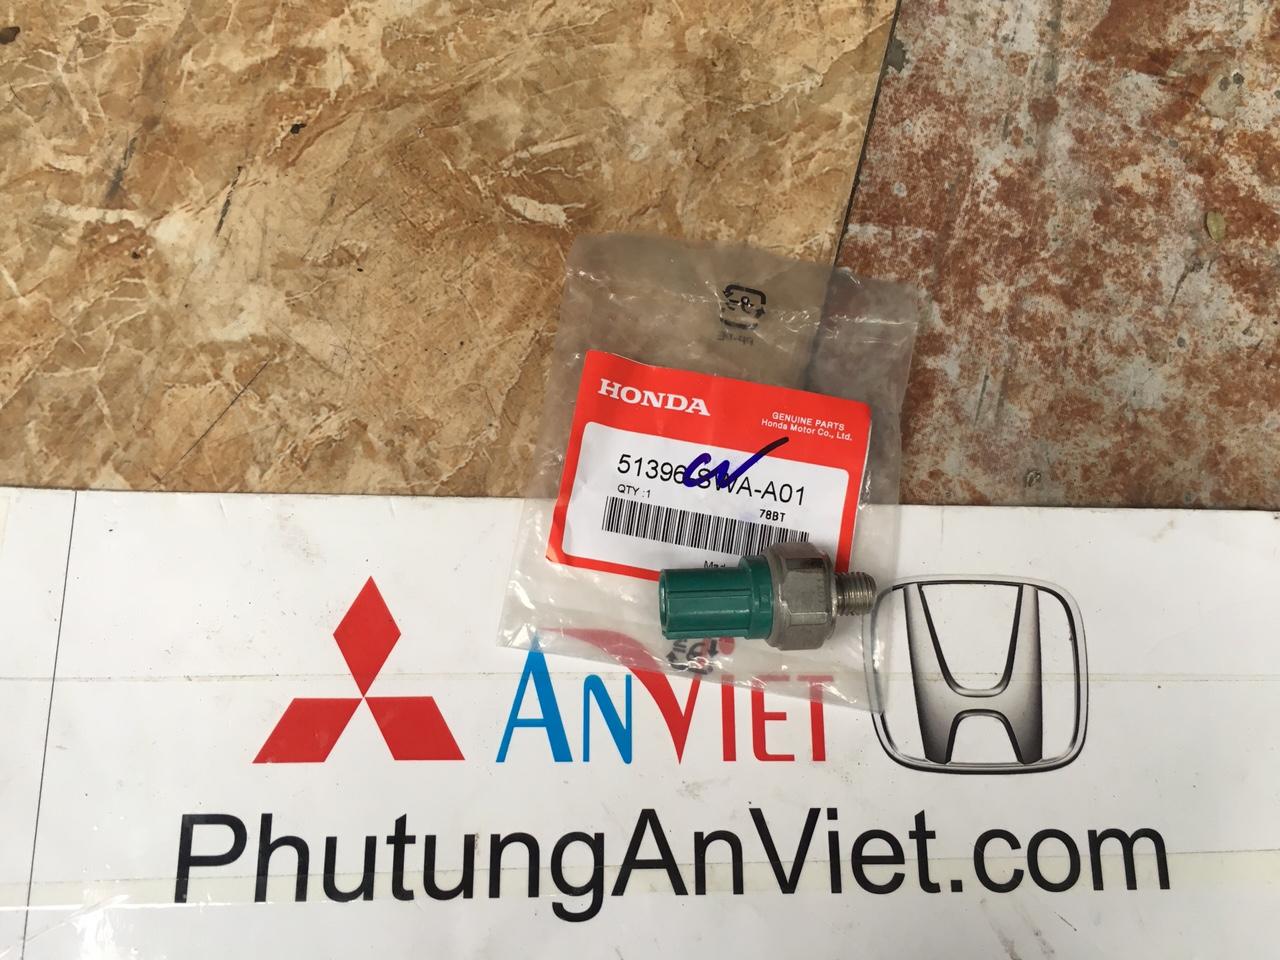 HONDA
GENUINE PARTS
Honda Motor Co., Ltd.
51396-SWA-A01
QTY :1
78BT
ANVIET
PhutungAnViet.com